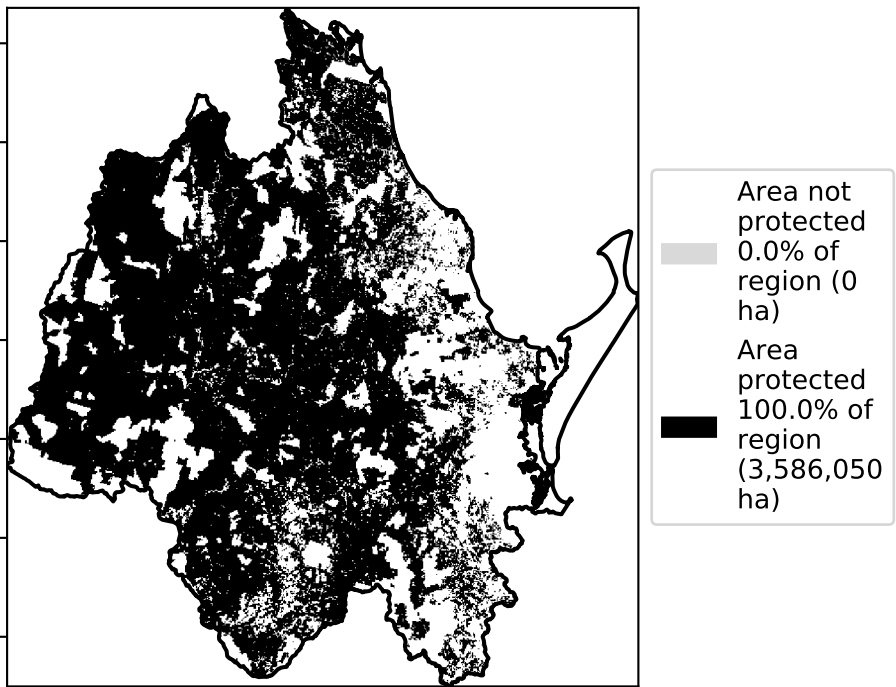 Area not
protected
0.0% of
region (0
ha)
Area
protected
100.0% of
region
(3,586,050
ha)